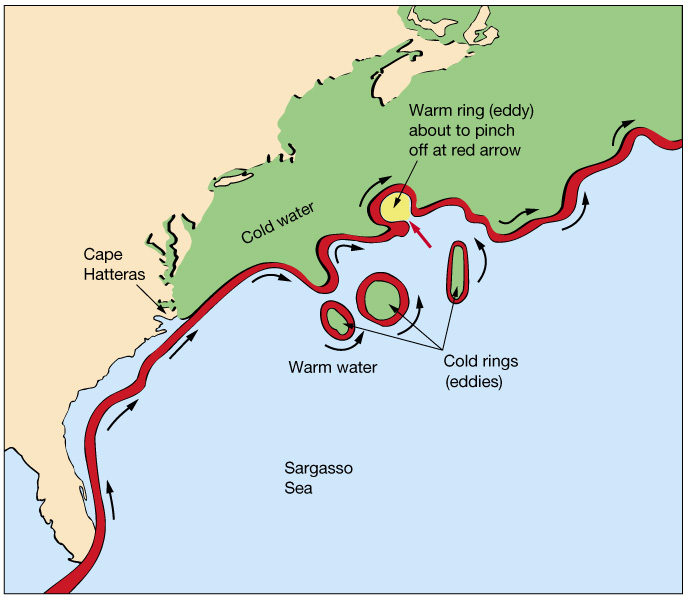 Warm ring (eddy)
about to pinch
off at red arrow
Cold water
Cape
Hatteras
Warm water
Cold rings
(eddies)
Sargasso
Sea